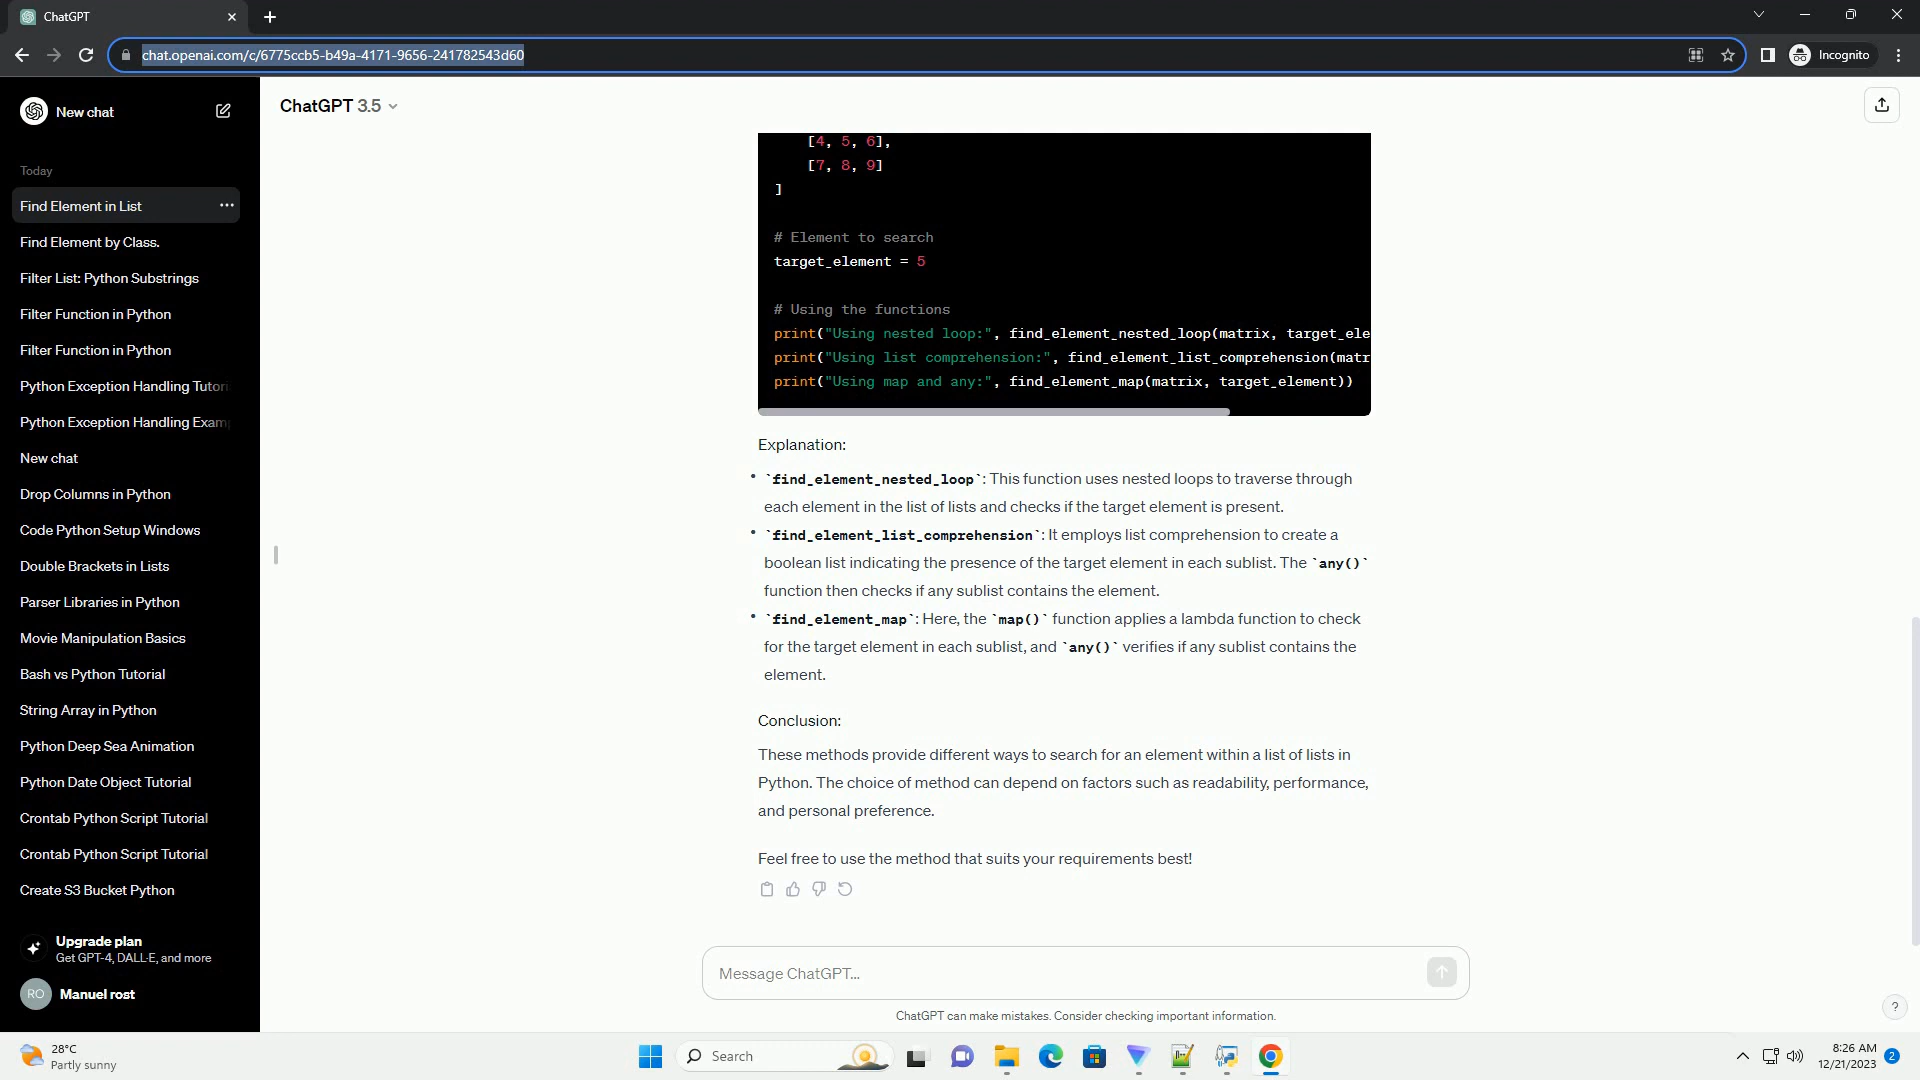 ChatGPT
chat.openai.com/c/6775ccb5-b49a-4171-9656-241782543d60
Incognito
New chat
Today
Find Element in List
Find Element by Class.
Filter List: Python Substrings
Filter Function in Python
Filter Function in Python
Python Exception Handling Tutori
Python Exception Handling Exam
New chat
Drop Columns in Python
Code Python Setup Windows
Double Brackets in Lists
Parser Libraries in Python
Movie Manipulation Basics
Bash vs Python Tutorial
String Array in Python
Python Deep Sea Animation
Python Date Object Tutorial
Crontab Python Script Tutorial
Crontab Python Script Tutorial
Create S3 Bucket Python
Upgrade plan
Get GPT-4, DALL·E, and more
RO
Manuel rost
ChatGPT 3.5
[4, 5, 6],
[7, 8, 9]
]
# Element to search
target_element = 5
# Using the functions
print("Using nested loop:", find_element_nested_loop(matrix, target_ele
print("Using list comprehension:", find_element_list_comprehension(matr
print("Using map and any:", find_element_map(matrix, target_element))
Explanation:
• `find_element_nested_loop`: This function uses nested loops to traverse through
each element in the list of lists and checks if the target element is present.
• `find_element_list_comprehension`: It employs list comprehension to create a
boolean list indicating the presence of the target element in each sublist. The `any()`
function then checks if any sublist contains the element.
• `find_element_map`: Here, the `map()` function applies a lambda function to check
for the target element in each sublist, and `any()` verifies if any sublist contains the
element.
Conclusion:
These methods provide different ways to search for an element within a list of lists in
Python. The choice of method can depend on factors such as readability, performance,
and personal preference.
Feel free to use the method that suits your requirements best!
Message ChatGPT...
ChatGPT can make mistakes. Consider checking important information.
?
28°C
Partly sunny
Search
8:26 AM
12/21/2023
2